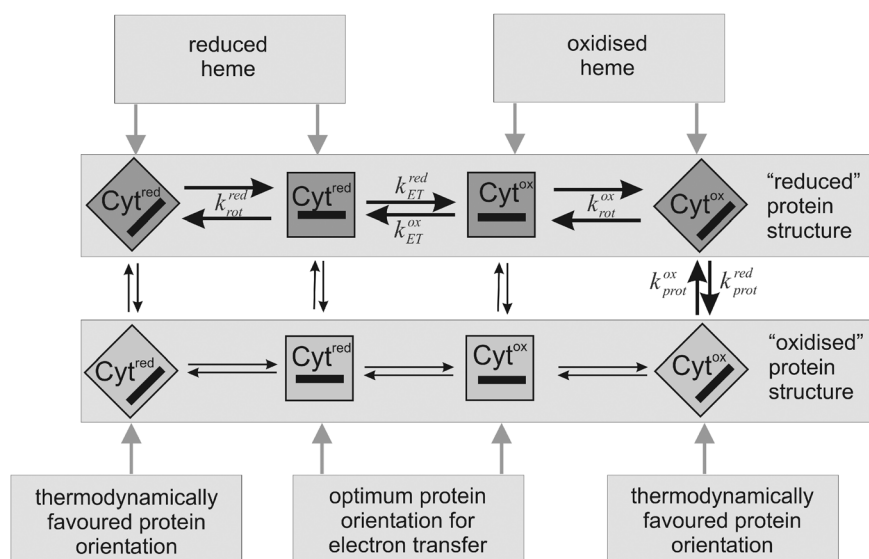 reduced
heme
oxidised
heme
Cyt^red
k_rot^red
Cyt^red
k_ET^red
k_ET^ox
Cyt^ox
k_rot^ox
Cyt^ox
“reduced”
protein
structure
k_prot^ox
k_prot^red
Cyt^red
Cyt^red
Cyt^ox
Cyt^ox
“oxidised”
protein
structure
thermodynamically
favoured protein
orientation
optimum protein
orientation for
electron transfer
thermodynamically
favoured protein
orientation